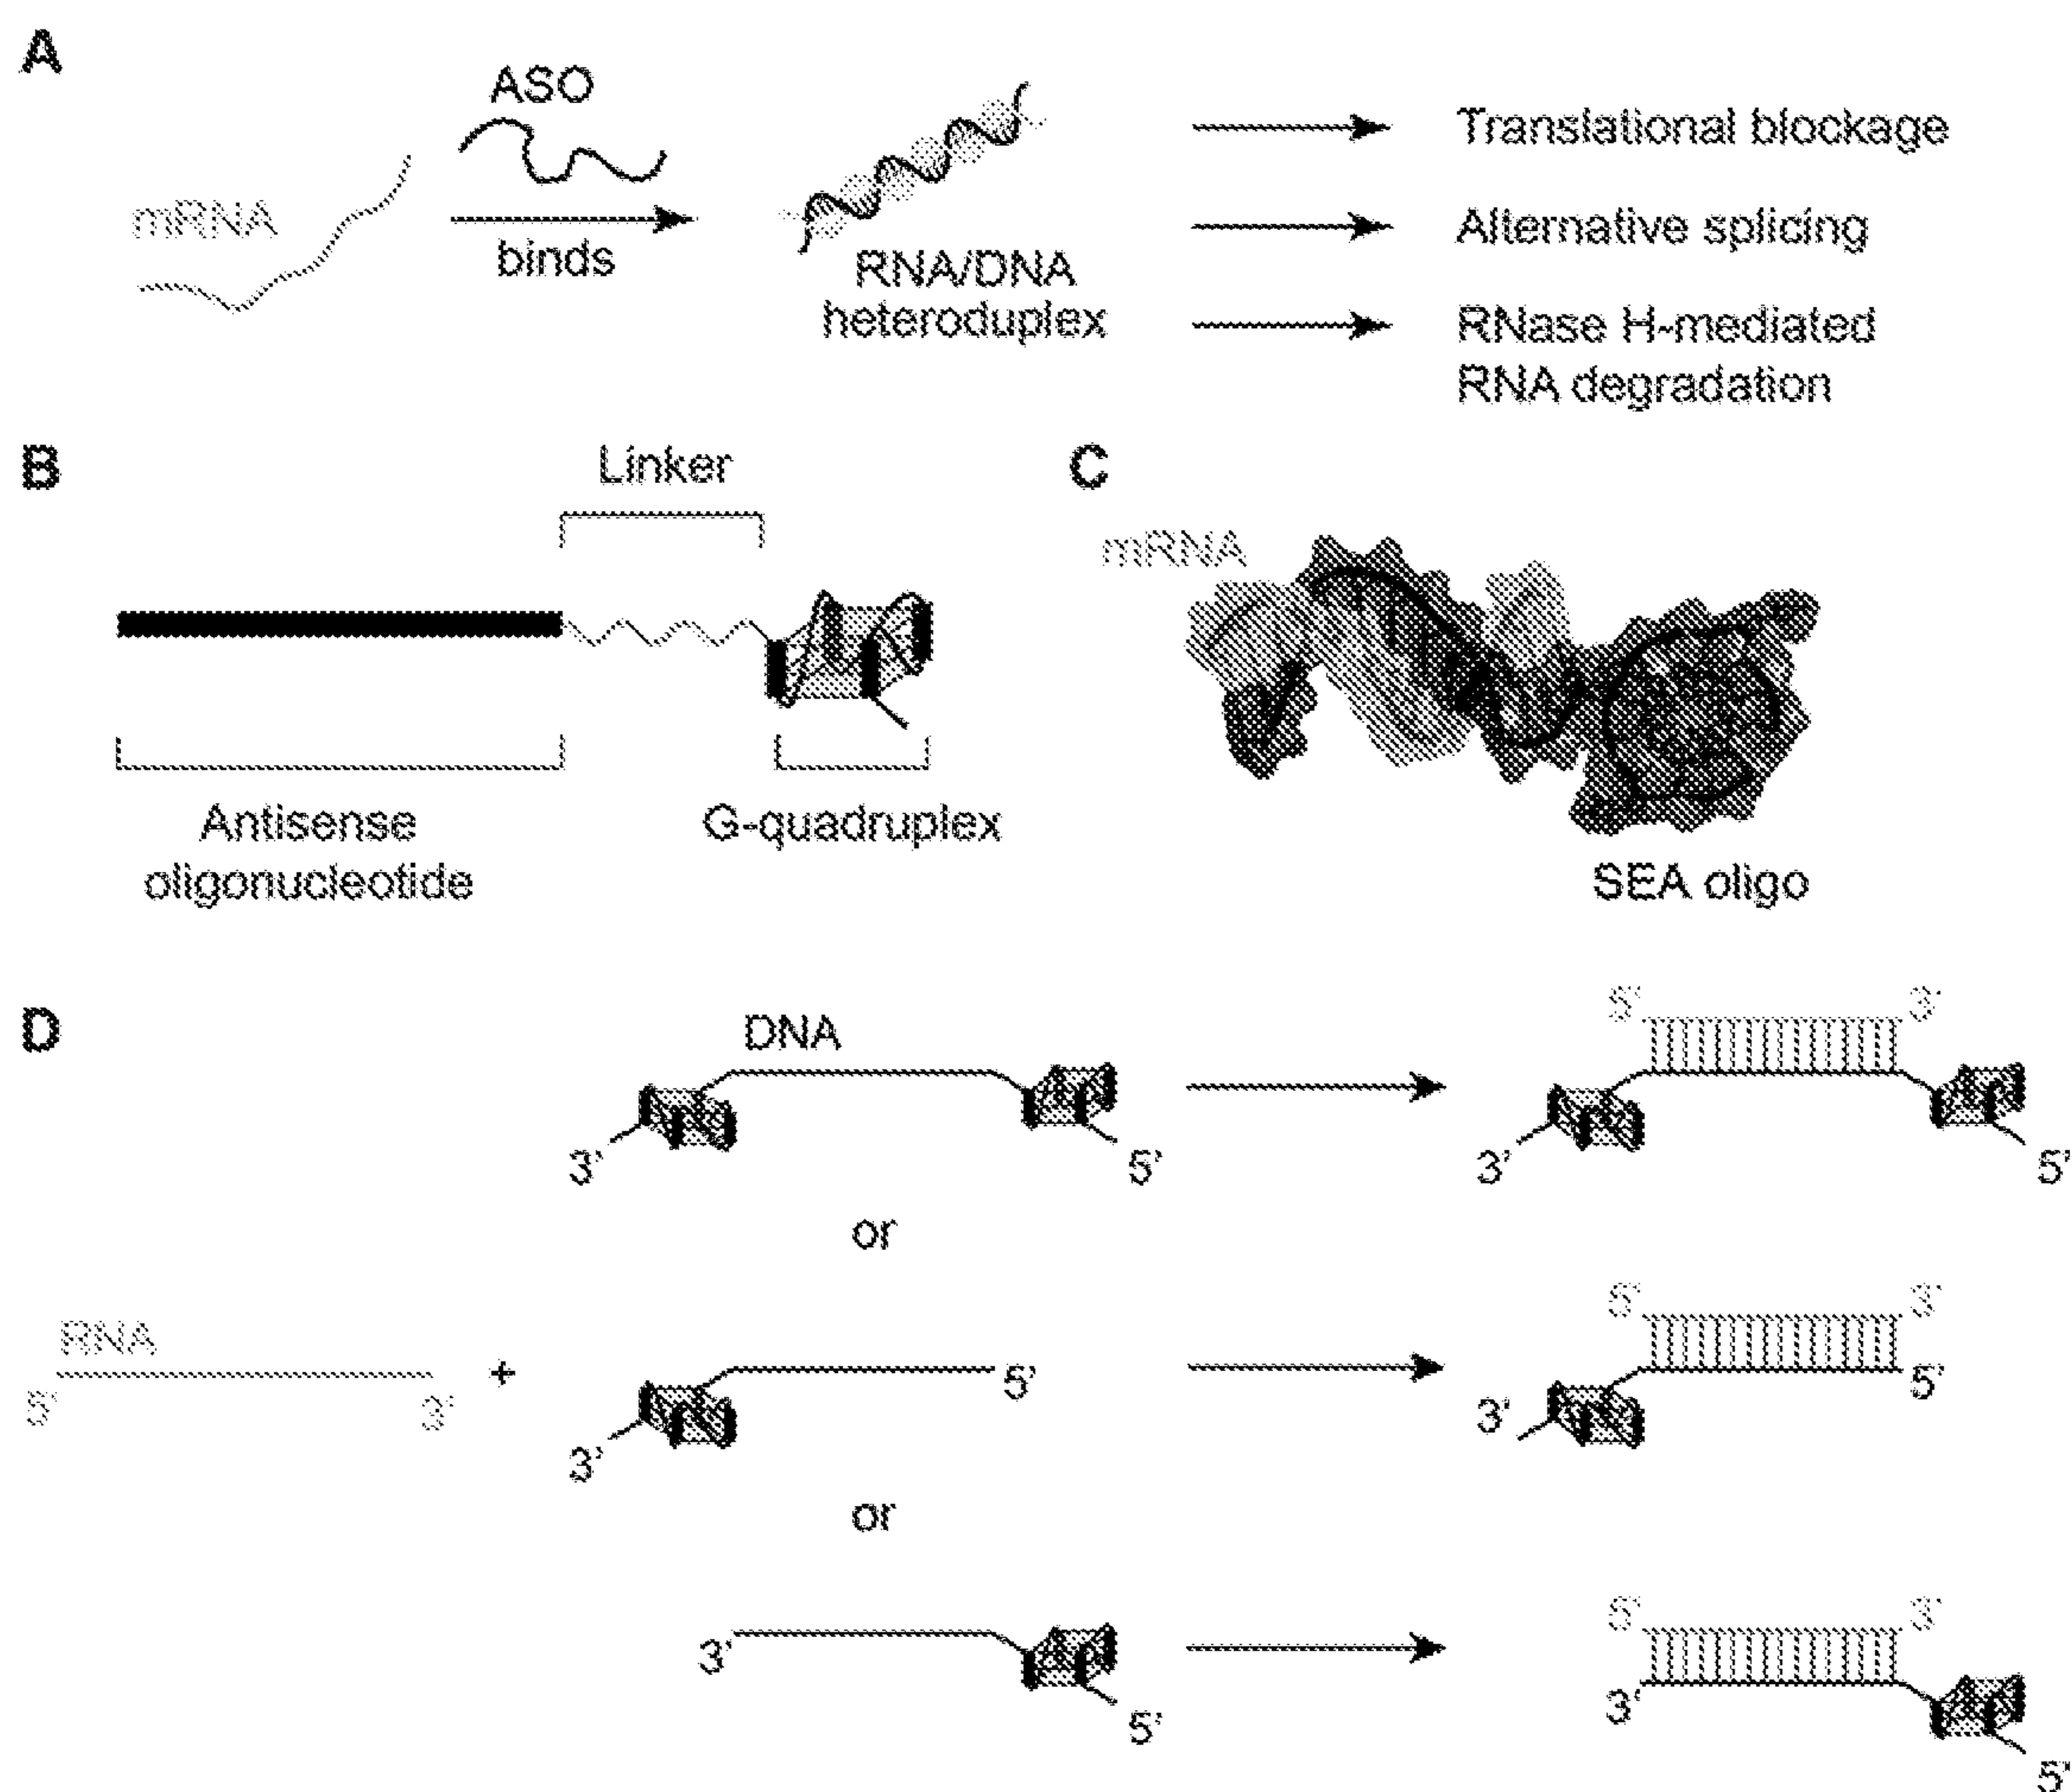 A
ASO
mRNA
binds
RNA/DNA
heteroduplex
Translational blockage
Alternative splicing
RNase H-mediated
RNA degradation
B
Linker
Antisense
oligonucleotide
G-quadruplex
C
mRNA
SEA oligo
D
DNA
3'
5'
5'
3'
3'
5'
or
RNA
5'
3'
+
3'
5'
5'
3'
3'
5'
or
3'
5'
5'
3'
3'
5'